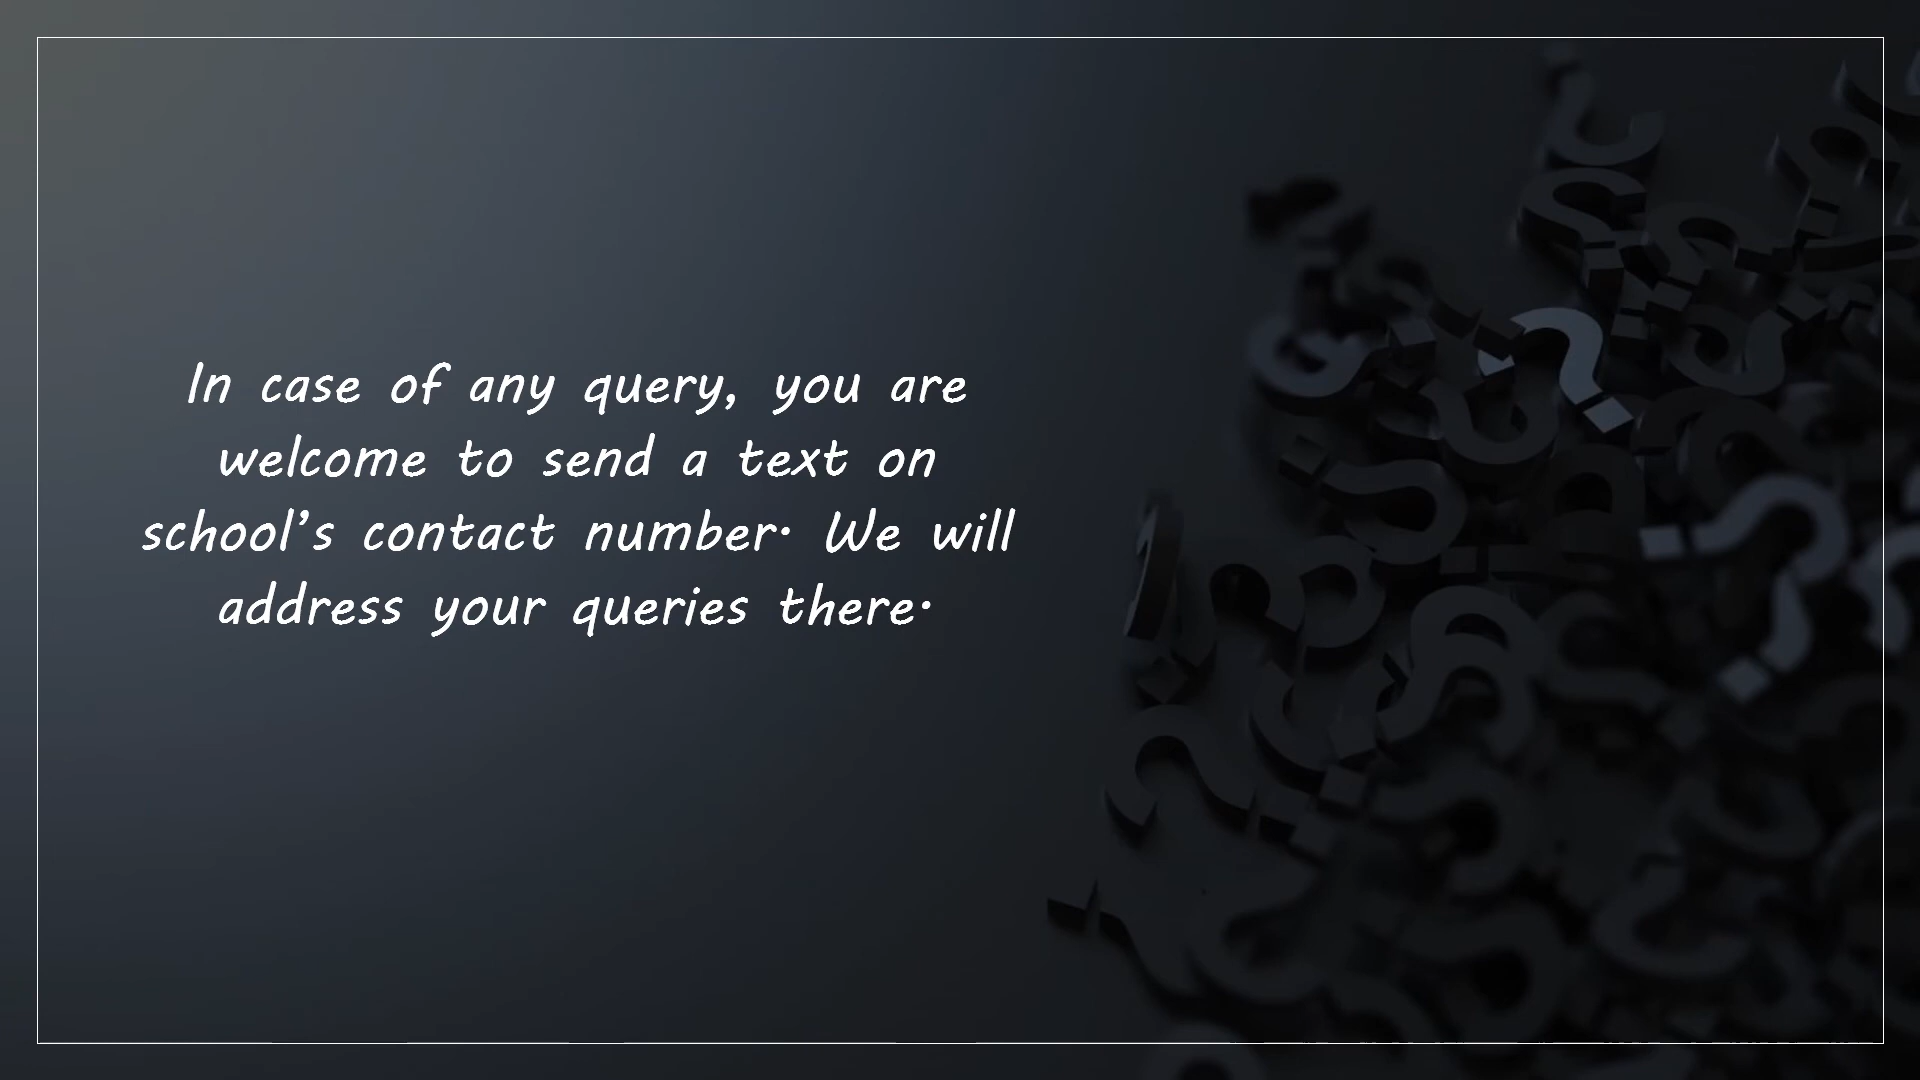 In case of any query, you are
welcome to send a text on
school’s contact number. We will
address your queries there.